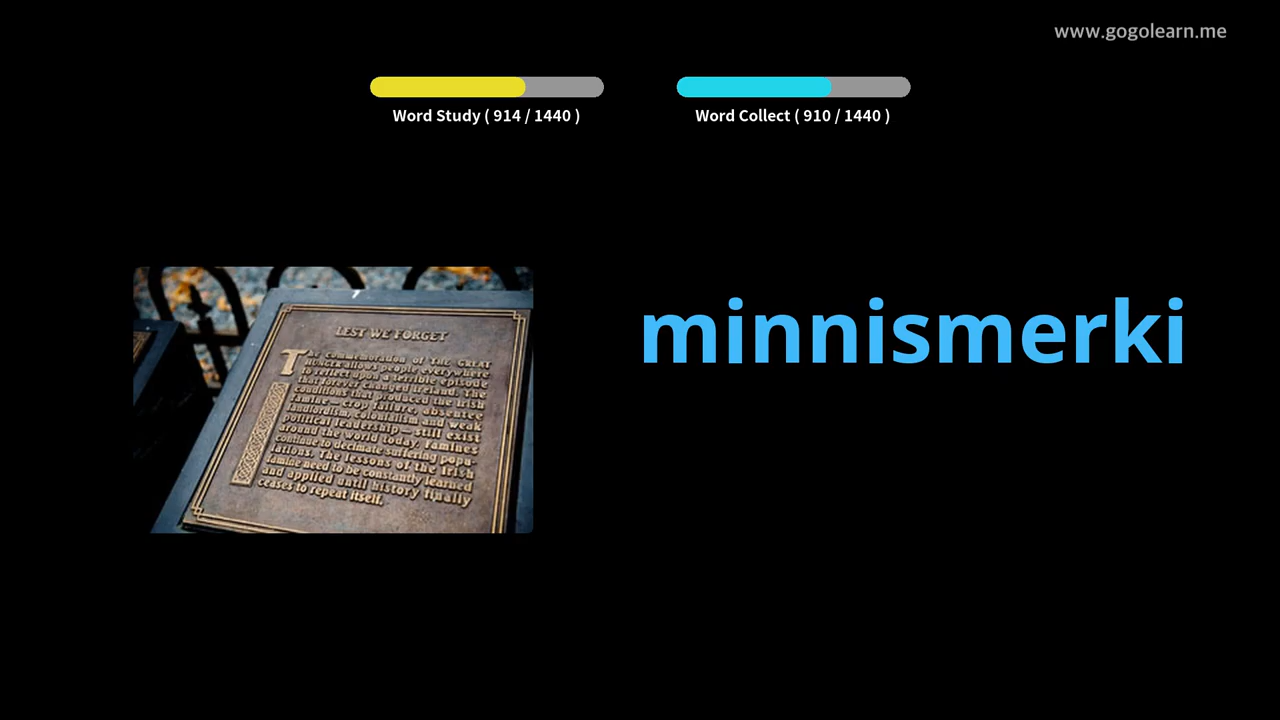 www.gogolearn.me
Word Study ( 914 / 1440 )
Word Collect ( 910 / 1440 )
minnismerki
LEST WE FORGET
The commemoration of THE GREAT
HUNGER allows people everywhere
to reflect upon a terrible episode
that forever changed Ireland. The
conditions that produced the Irish
famine — crop failure, absentee
landlordism, colonialism and weak
political leadership — still exist
around the world today. Famines
continue to decimate suffering popu-
lations. The lessons of the Irish
famine need to be constantly learned
and applied until history finally
ceases to repeat itself.